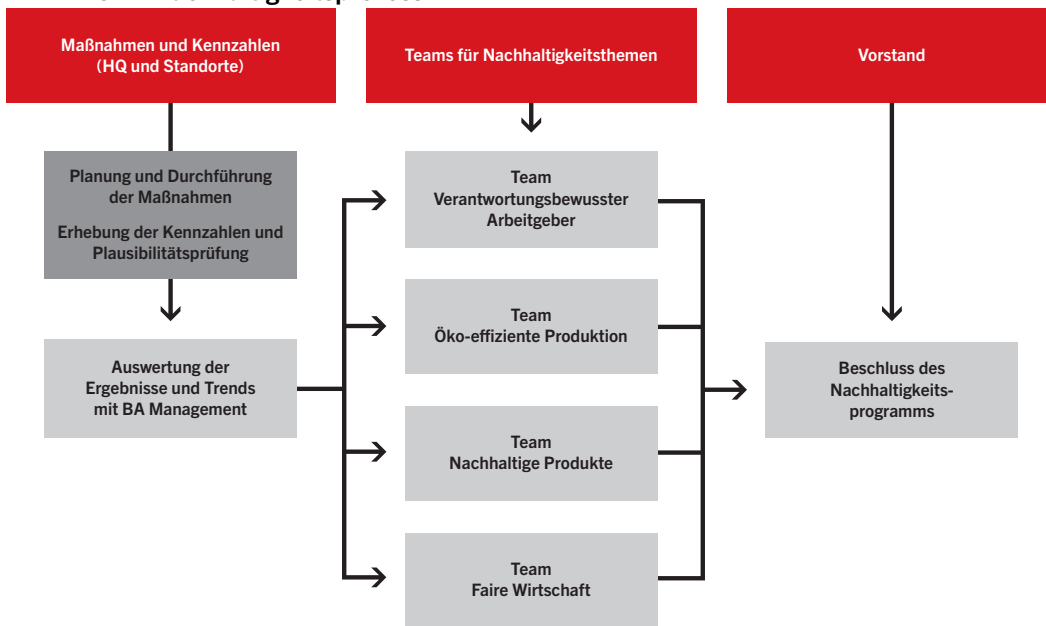 Maßnahmen und Kennzahlen
(HQ und Standorte)
Teams für Nachhaltigkeitsthemen
Vorstand
Planung und Durchführung
der Maßnahmen
Erhebung der Kennzahlen und
Plausibilitätsprüfung
Auswertung der
Ergebnisse und Trends
mit BA Management
Team
Verantwortungsbewusster
Arbeitgeber
Team
Öko-effiziente Produktion
Team
Nachhaltige Produkte
Team
Faire Wirtschaft
Beschluss des
Nachhaltigkeits-
programms